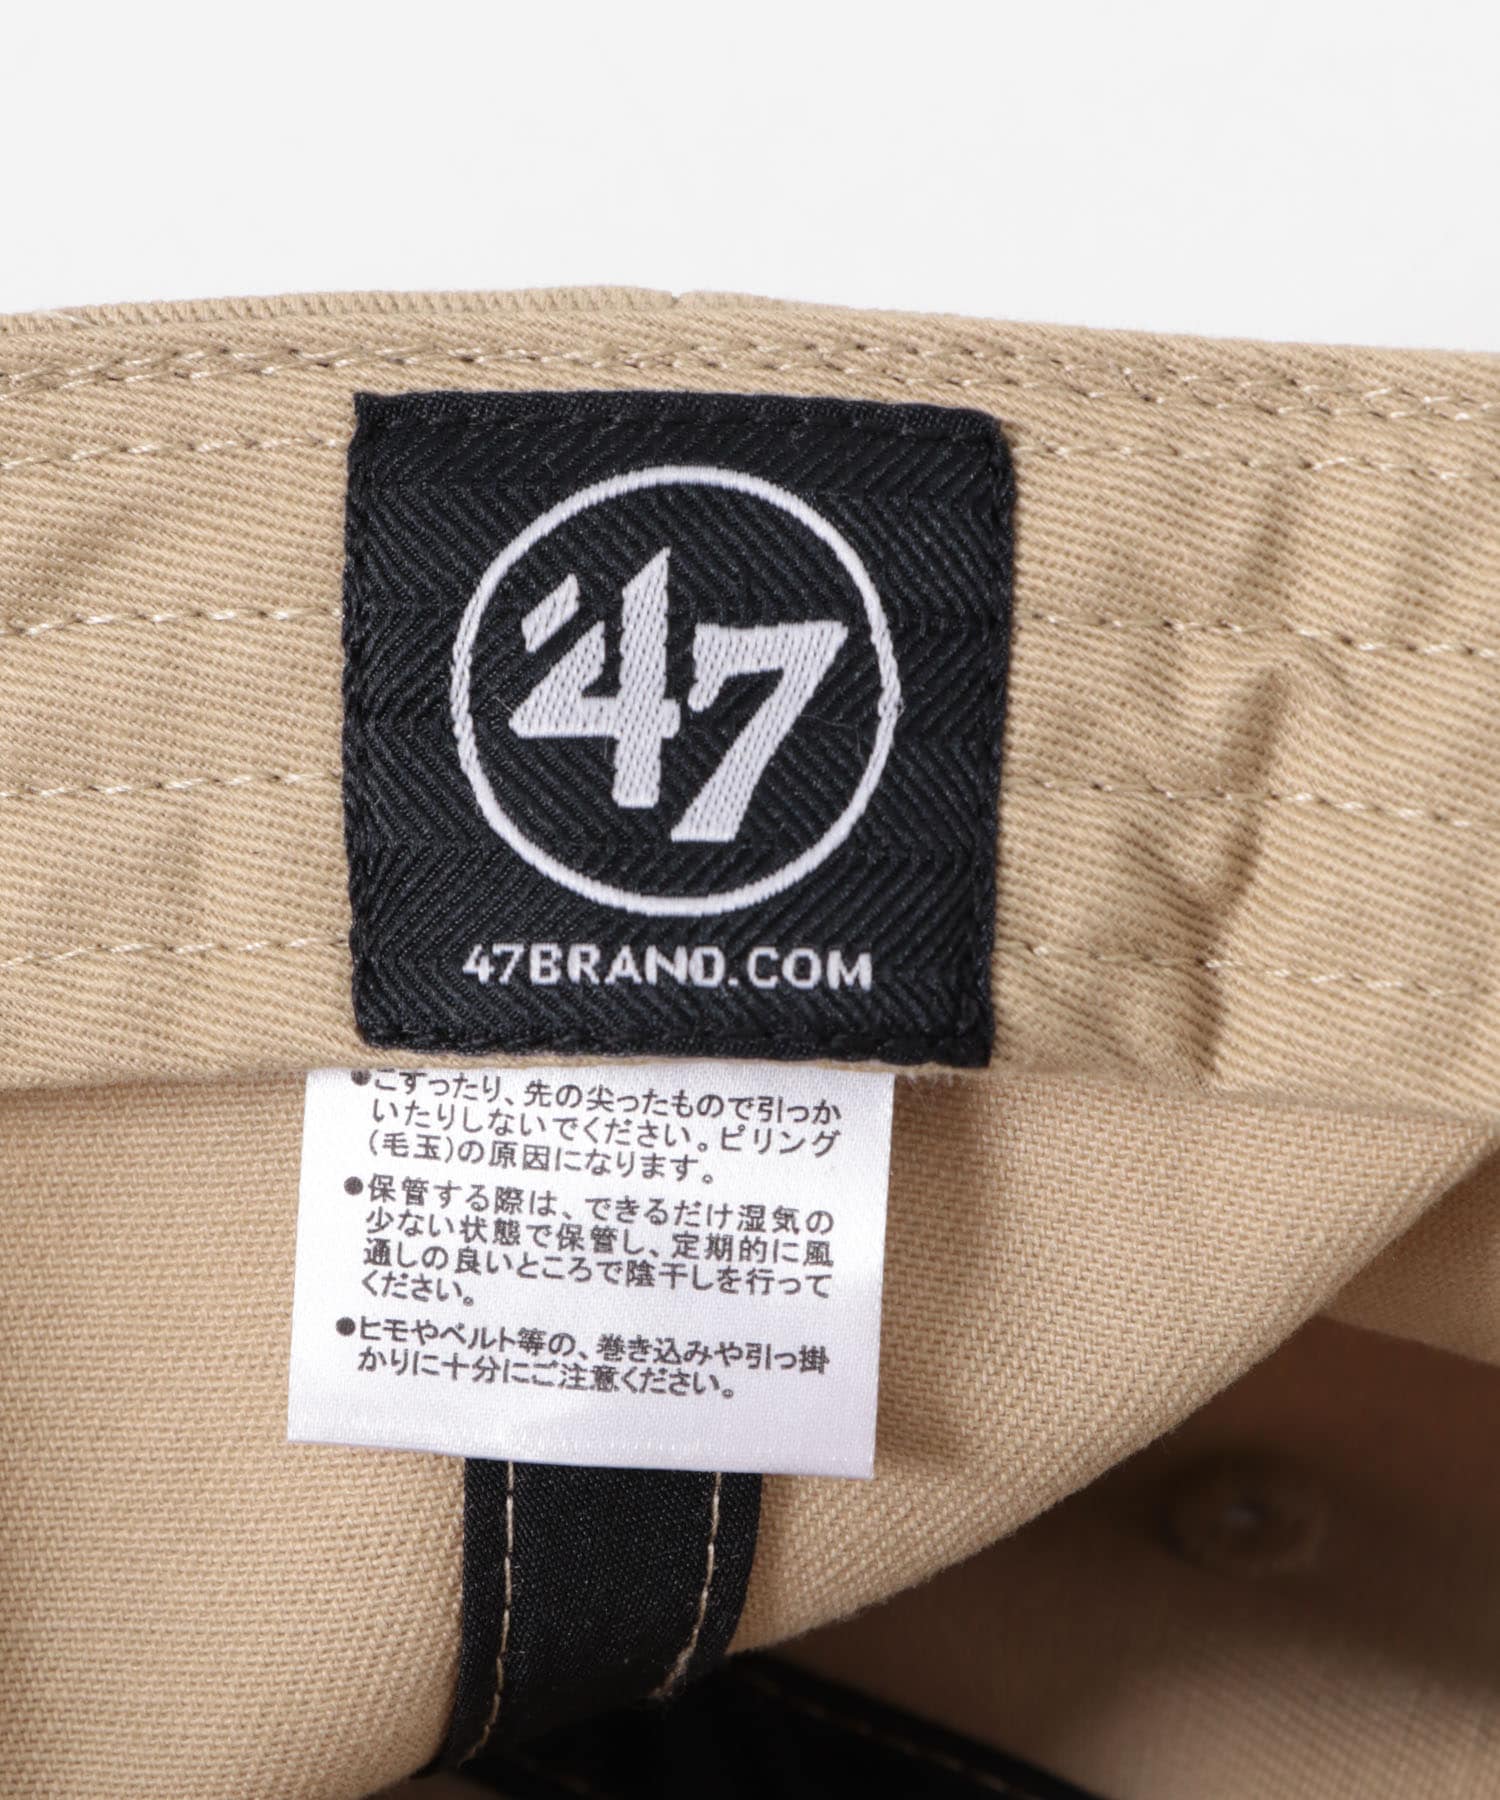 '47
47BRAND.COM
●こすったり、先の尖ったもので引っか
いたりしないでください。ピリング
(毛玉)の原因になります。
●保管する際は、できるだけ湿気の
少ない状態で保管し、定期的に風
通しの良いところで陰干しを行って
ください。
●ヒモやベルト等の、巻き込みや引っ掛
かりに十分にご注意ください。